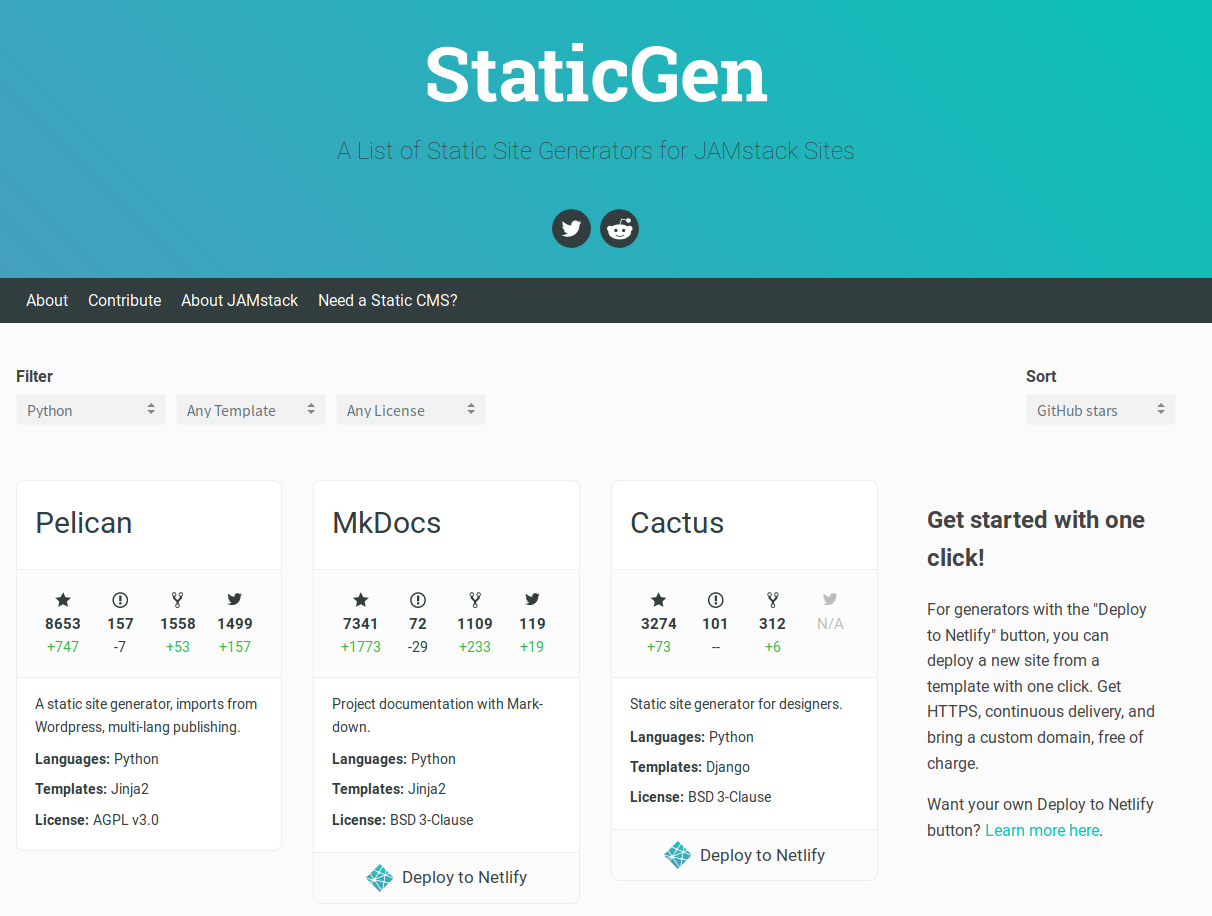 StaticGen
A List of Static Site Generators for JAMstack Sites
About Contribute About JAMstack Need a Static CMS?
Filter
Sort
Python Any Template Any License
GitHub stars
Pelican
8653 157 1558 1499
+747 -7 +53 +157
A static site generator, imports from
Wordpress, multi-lang publishing.
Languages: Python
Templates: Jinja2
License: AGPL v3.0
MkDocs
7341 72 1109 119
+1773 -29 +233 +19
Project documentation with Mark-
down.
Languages: Python
Templates: Jinja2
License: BSD 3-Clause
Deploy to Netlify
Cactus
3274 101 312 N/A
+73 -- +6
Static site generator for designers.
Languages: Python
Templates: Django
License: BSD 3-Clause
Deploy to Netlify
Get started with one
click!
For generators with the "Deploy
to Netlify" button, you can
deploy a new site from a
template with one click. Get
HTTPS, continuous delivery, and
bring a custom domain, free of
charge.
Want your own Deploy to Netlify
button? Learn more here.